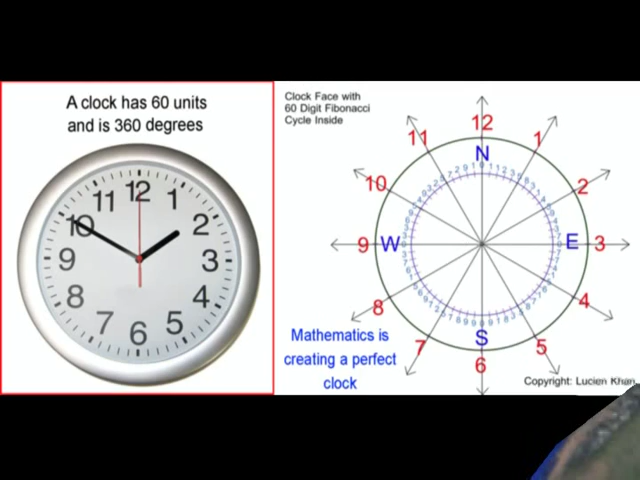 A clock has 60 units
and is 360 degrees
12
1
2
3
4
5
6
7
8
9
10
11
Clock Face with
60 Digit Fibonacci
Cycle Inside
12
1
2
3
4
5
6
7
8
9
10
11
N
E
S
W
Mathematics is
creating a perfect
clock
Copyright: Lucien Khan